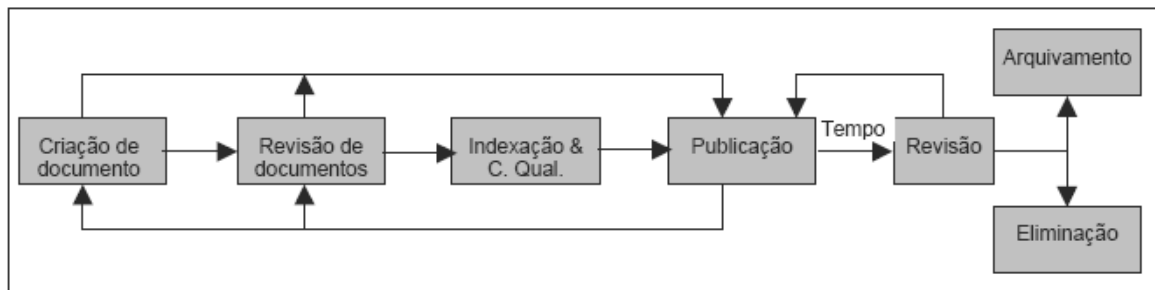 Criação de
documento
Revisão de
documentos
Indexação &
C. Qual.
Publicação
Tempo
Revisão
Arquivamento
Eliminação